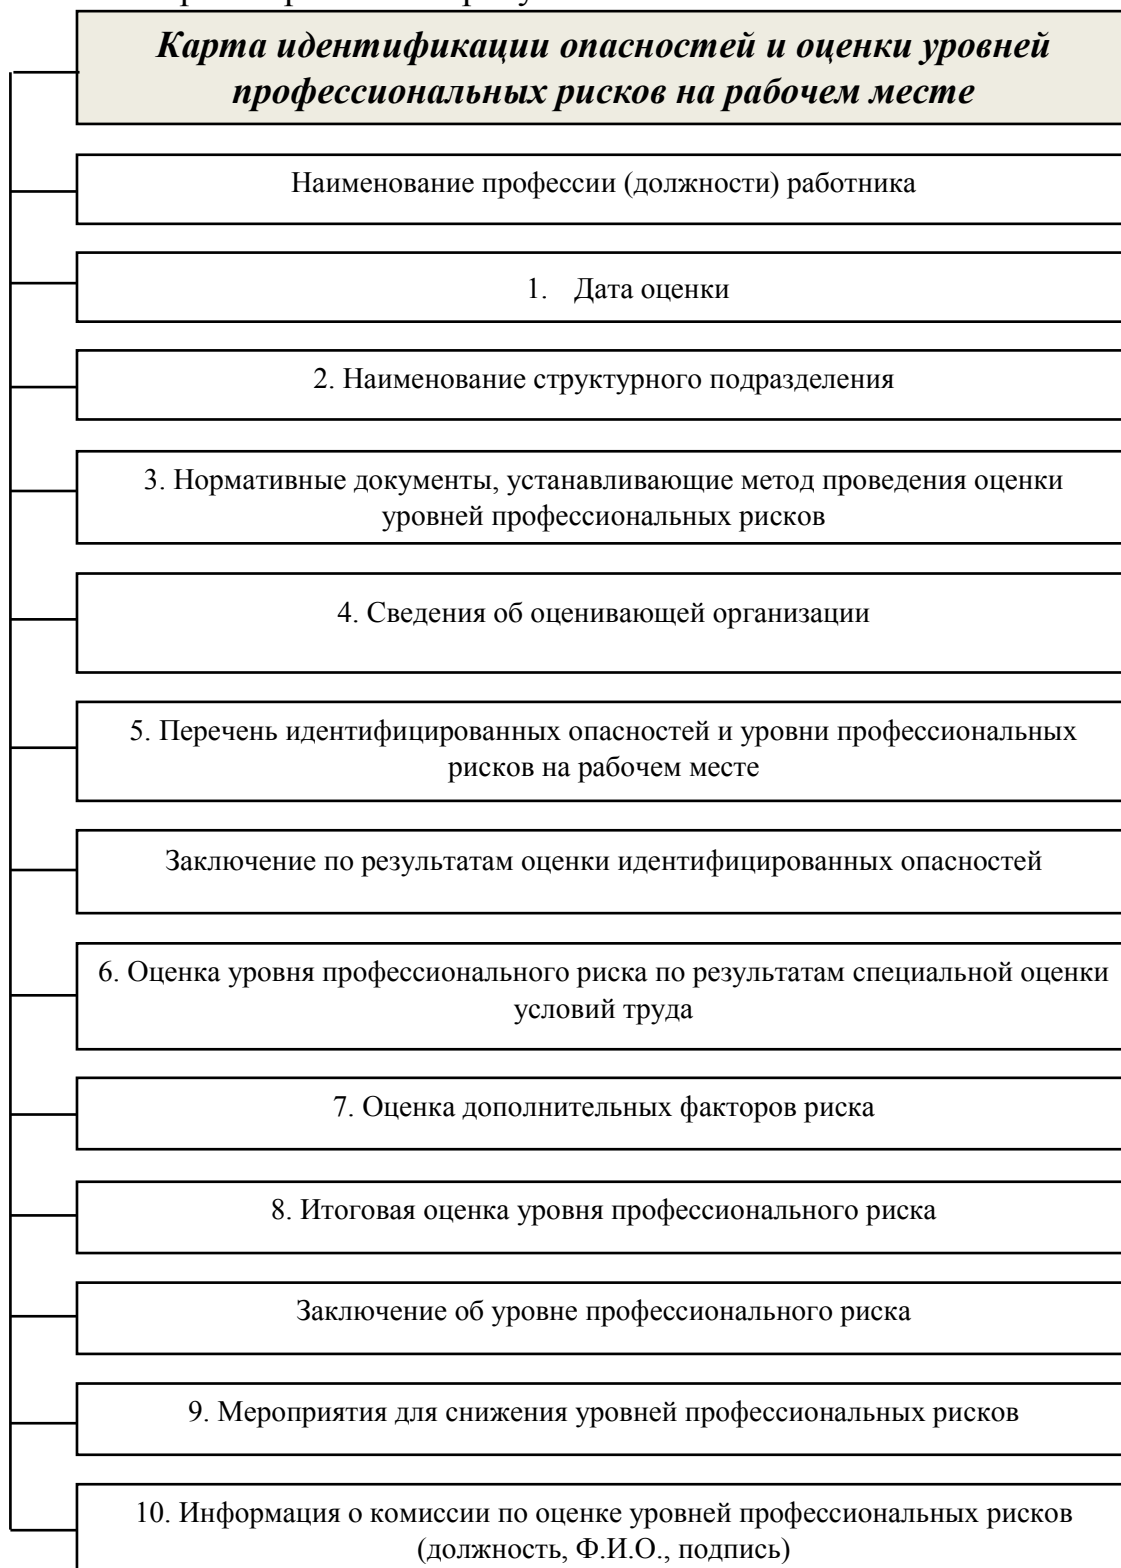 Карта идентификации опасностей и оценки уровней
профессиональных рисков на рабочем месте
Наименование профессии (должности) работника
1. Дата оценки
2. Наименование структурного подразделения
3. Нормативные документы, устанавливающие метод проведения оценки
уровней профессиональных рисков
4. Сведения об оценивающей организации
5. Перечень идентифицированных опасностей и уровни профессиональных
рисков на рабочем месте
Заключение по результатам оценки идентифицированных опасностей
6. Оценка уровня профессионального риска по результатам специальной оценки
условий труда
7. Оценка дополнительных факторов риска
8. Итоговая оценка уровня профессионального риска
Заключение об уровне профессионального риска
9. Мероприятия для снижения уровней профессиональных рисков
10. Информация о комиссии по оценке уровней профессиональных рисков
(должность, Ф.И.О., подпись)